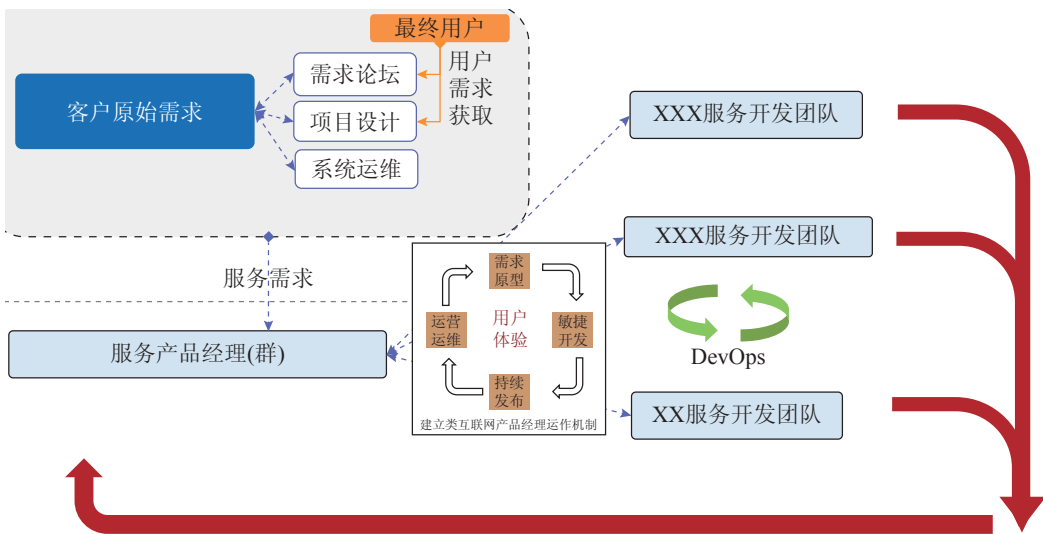 最终用户
需求论坛
用户
需求
获取
客户原始需求
项目设计
系统运维
XXX服务开发团队
XXX服务开发团队
服务需求
需求
原型
运营
运维
用户
体验
敏捷
开发
持续
发布
建立类互联网产品经理运作机制
服务产品经理(群)
DevOps
XX服务开发团队